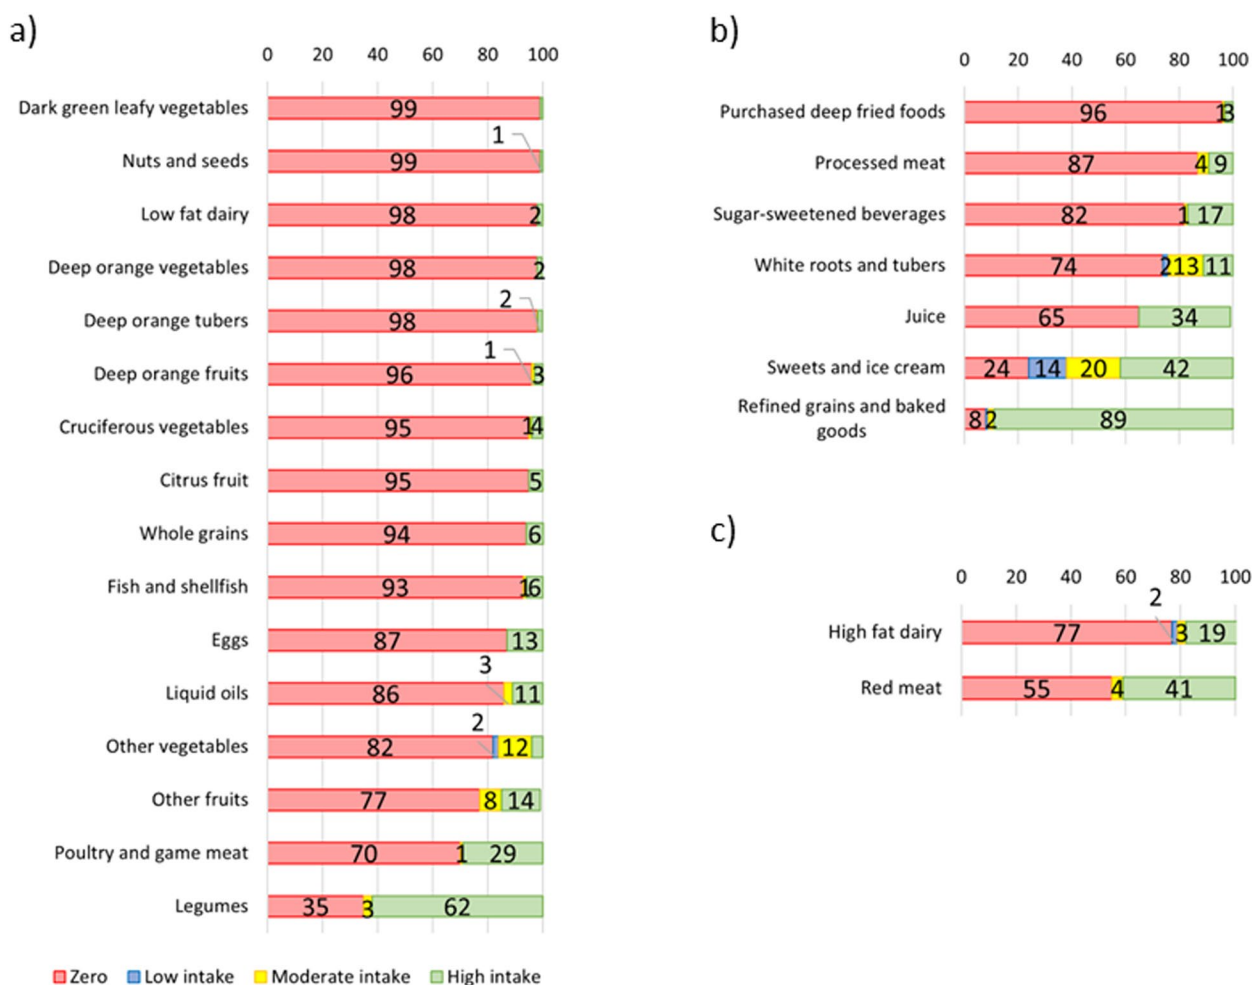 a)
0 20 40 60 80 100
Dark green leafy vegetables 99
1
Nuts and seeds 99
Low fat dairy 98 2
Deep orange vegetables 98 2
2
Deep orange tubers 98
1
Deep orange fruits 96 3
Cruciferous vegetables 95 1 4
Citrus fruit 95 5
Whole grains 94 6
Fish and shellfish 93 1 6
Eggs 87 13
3
Liquid oils 86 11
2
Other vegetables 82 12
Other fruits 77 8 14
Poultry and game meat 70 1 29
Legumes 35 3 62
Zero Low intake Moderate intake High intake
b)
0 20 40 60 80 100
Purchased deep fried foods 96 1 3
Processed meat 87 4 9
Sugar-sweetened beverages 82 1 17
White roots and tubers 74 2 13 11
Juice 65 34
Sweets and ice cream 24 14 20 42
Refined grains and baked
goods 8 2 89
c)
0 20 40 60 80 100
2
High fat dairy 77 3 19
Red meat 55 4 41